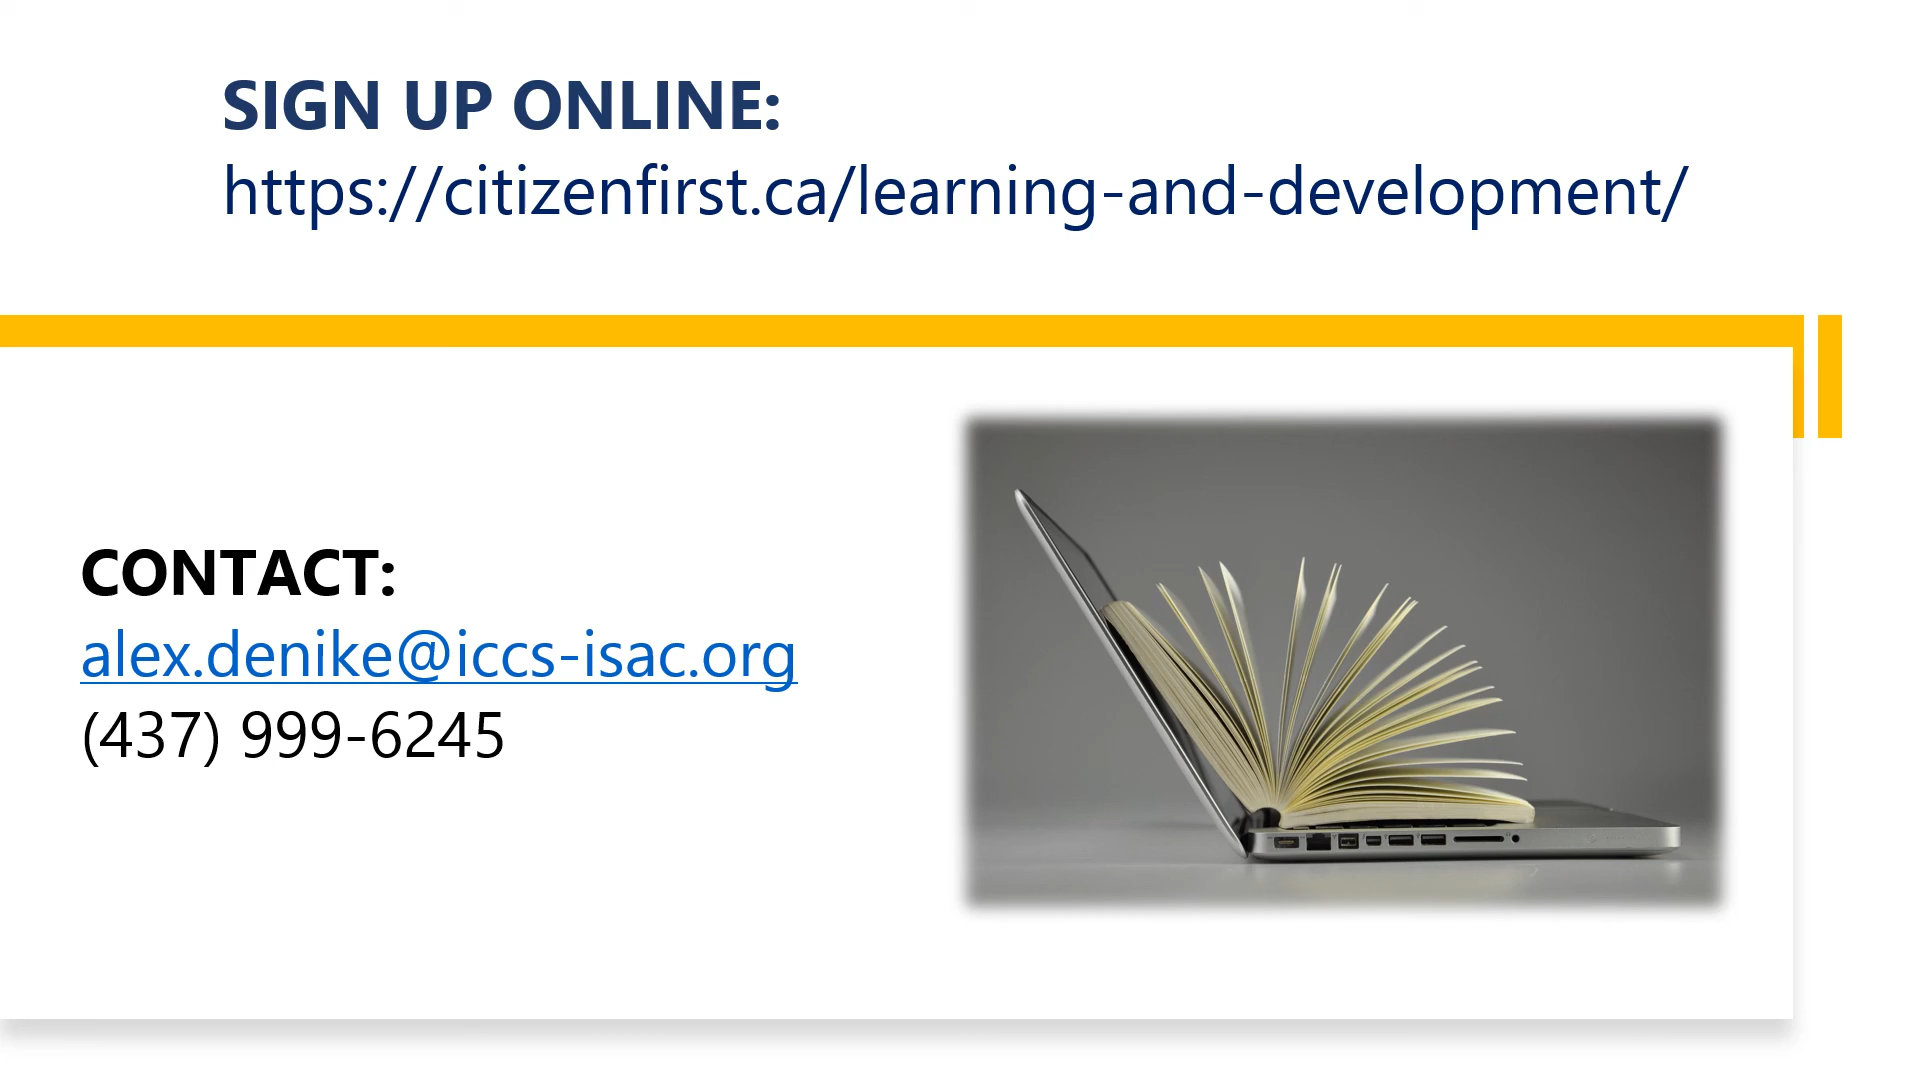 SIGN UP ONLINE:
https://citizenfirst.ca/learning-and-development/
CONTACT:
alex.denike@iccs-isac.org
(437) 999-6245